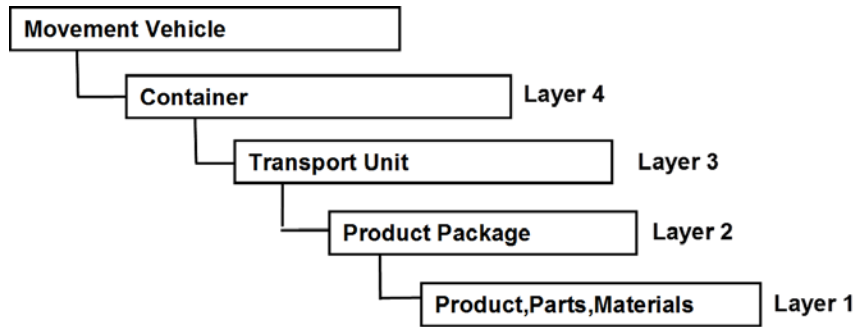 Movement Vehicle
Container Layer 4
Transport Unit Layer 3
Product Package Layer 2
Product,Parts,Materials Layer 1